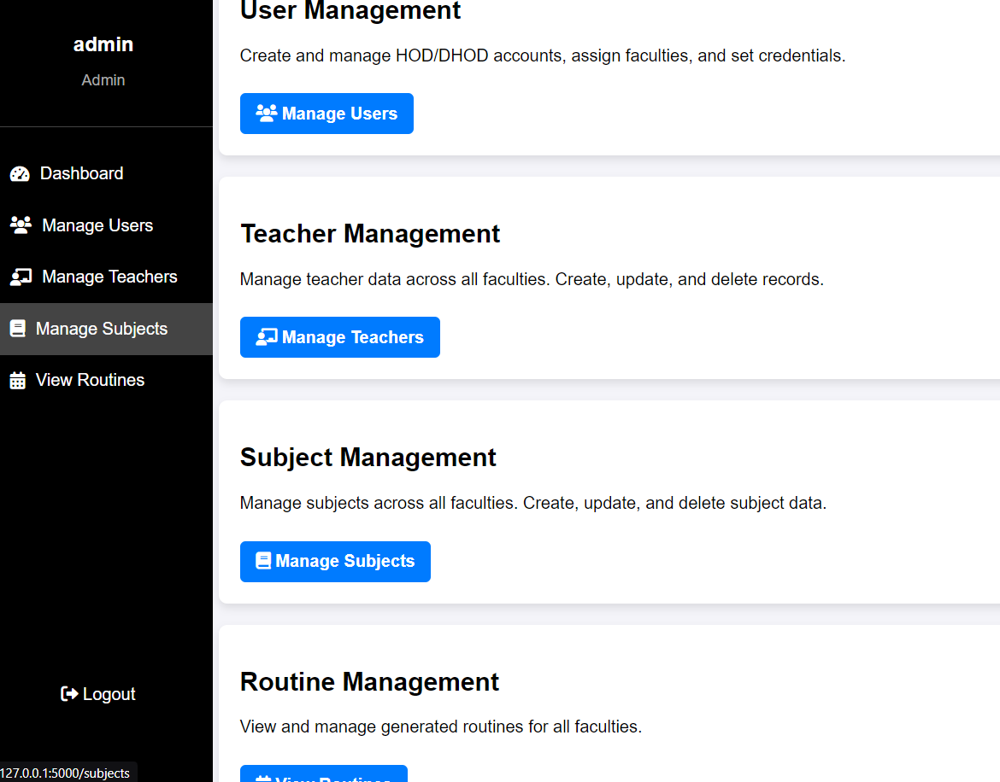 admin
Admin
Dashboard
Manage Users
Manage Teachers
Manage Subjects
View Routines
Logout
127.0.0.1:5000/subjects
User Management
Create and manage HOD/DHOD accounts, assign faculties, and set credentials.
Manage Users
Teacher Management
Manage teacher data across all faculties. Create, update, and delete records.
Manage Teachers
Subject Management
Manage subjects across all faculties. Create, update, and delete subject data.
Manage Subjects
Routine Management
View and manage generated routines for all faculties.
View Routines